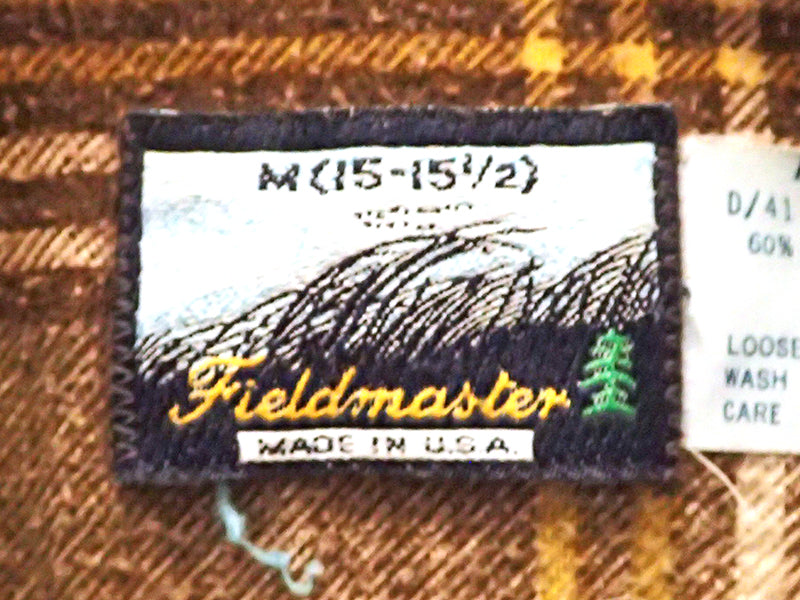 M (15-15½)
Fieldmaster
MADE IN U.S.A.
D/41
60%
LOOSE
WASH
CARE